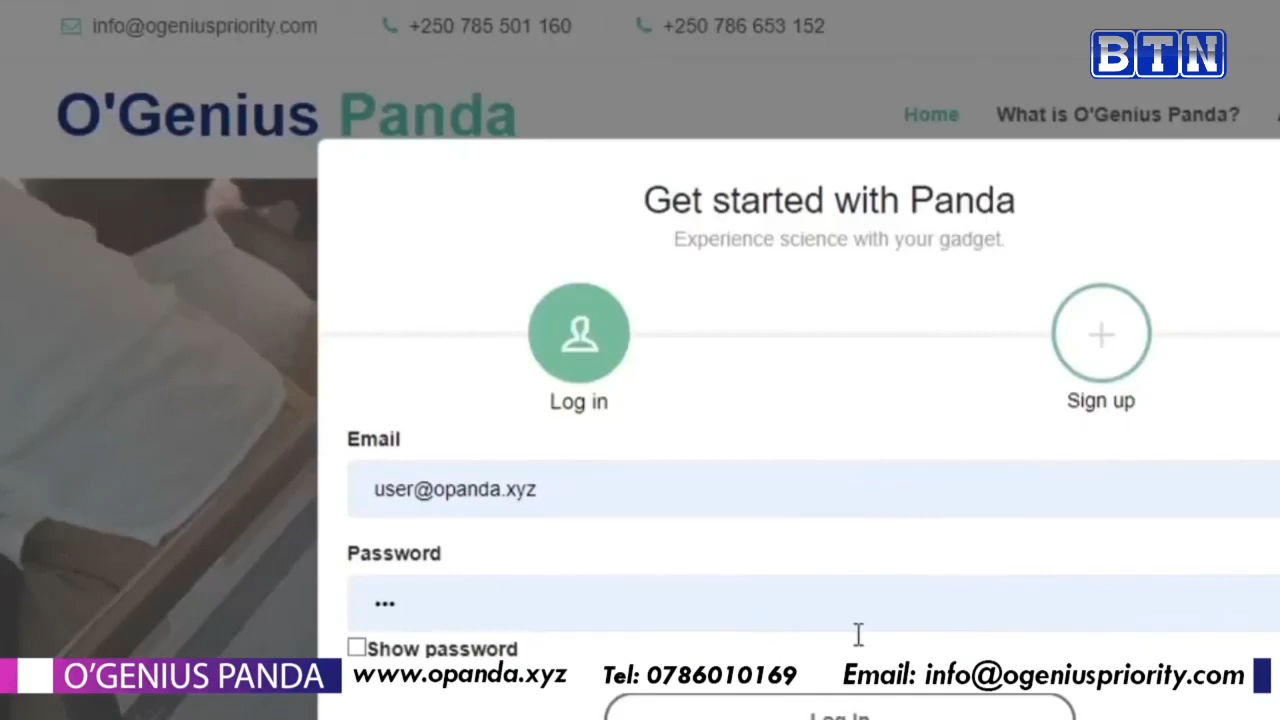 info@ogeniuspriority.com +250 785 501 160 +250 786 653 152
BTN
O'Genius Panda
Home What is O'Genius Panda?
Get started with Panda
Experience science with your gadget.
Log in Sign up
Email
user@opanda.xyz
Password
•••
Show password
O'GENIUS PANDA www.opanda.xyz Tel: 0786010169 Email: info@ogeniuspriority.com
Log In